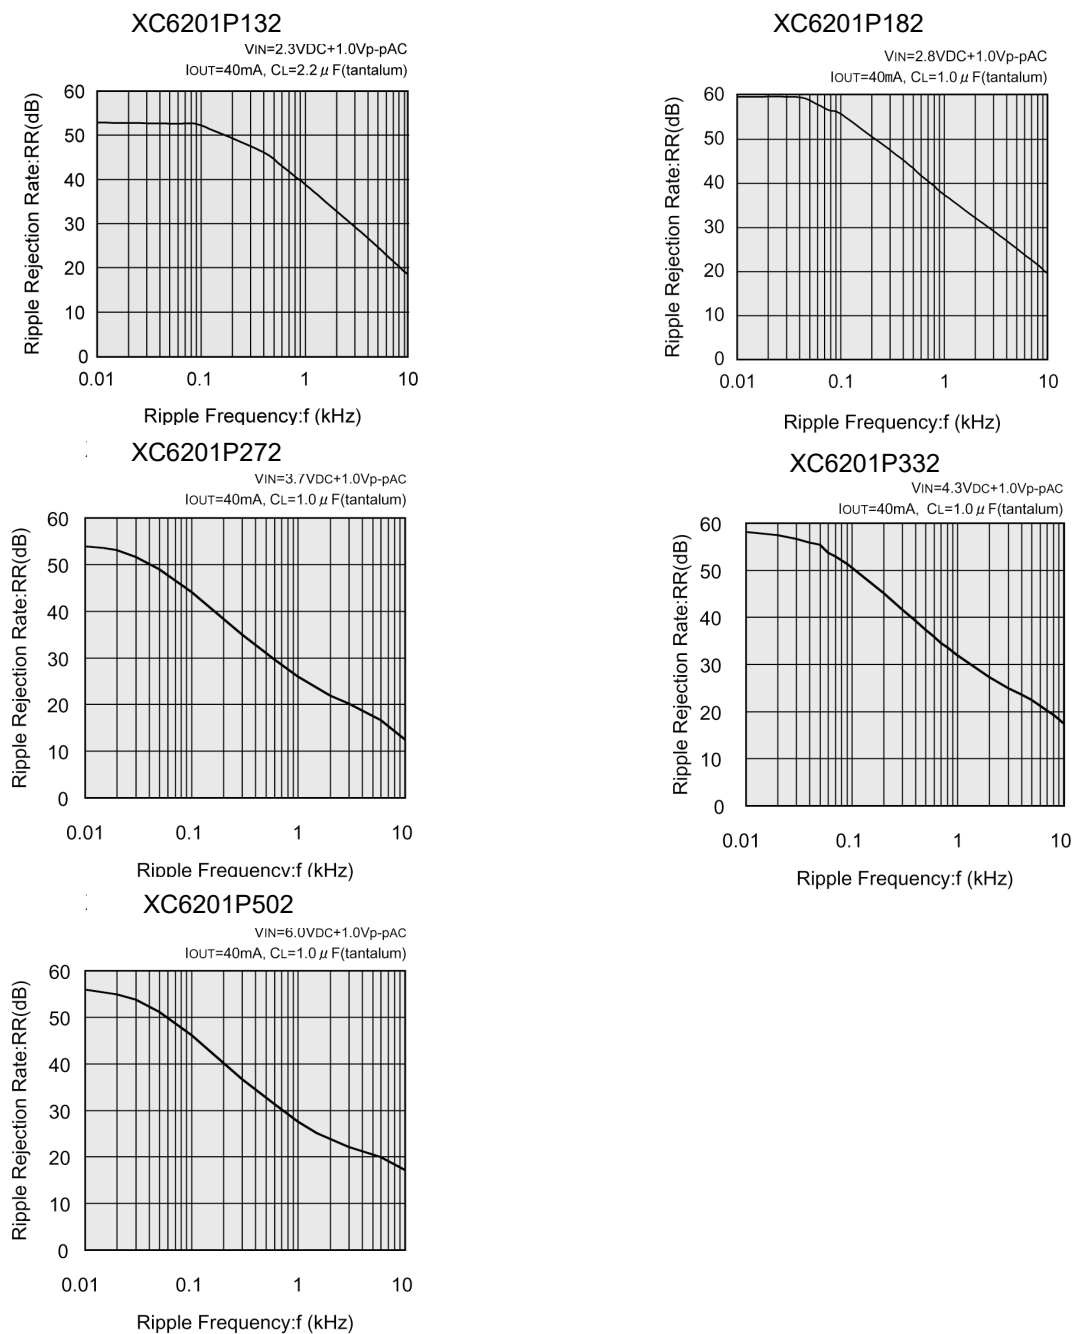 XC6201P132
VIN=2.3VDC+1.0Vp-pAC
IOUT=40mA, CL=2.2μF(tantalum)
Ripple Rejection Rate:RR(dB)
60
50
40
30
20
10
0
0.01 0.1 1 10
Ripple Frequency:f (kHz)
XC6201P182
VIN=2.8VDC+1.0Vp-pAC
IOUT=40mA, CL=1.0μF(tantalum)
Ripple Rejection Rate:RR(dB)
60
50
40
30
20
10
0
0.01 0.1 1 10
Ripple Frequency:f (kHz)
XC6201P272
VIN=3.7VDC+1.0Vp-pAC
IOUT=40mA, CL=1.0μF(tantalum)
Ripple Rejection Rate:RR(dB)
60
50
40
30
20
10
0
0.01 0.1 1 10
Ripple Frequency:f (kHz)
XC6201P332
VIN=4.3VDC+1.0Vp-pAC
IOUT=40mA, CL=1.0μF(tantalum)
Ripple Rejection Rate:RR(dB)
60
50
40
30
20
10
0
0.01 0.1 1 10
Ripple Frequency:f (kHz)
XC6201P502
VIN=6.0VDC+1.0Vp-pAC
IOUT=40mA, CL=1.0μF(tantalum)
Ripple Rejection Rate:RR(dB)
60
50
40
30
20
10
0
0.01 0.1 1 10
Ripple Frequency:f (kHz)